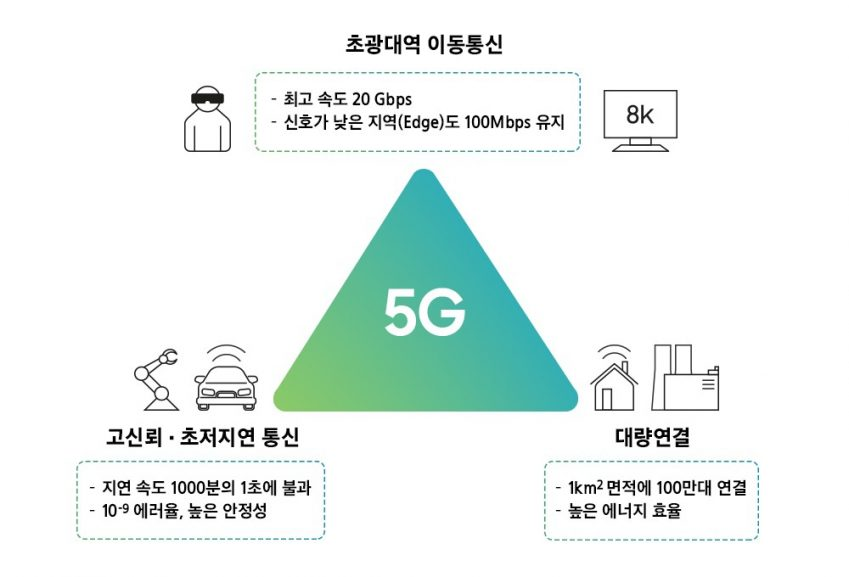 초광대역 이동통신
- 최고 속도 20 Gbps
- 신호가 낮은 지역(Edge)도 100Mbps 유지
8k
5G
고신뢰 · 초저지연 통신
- 지연 속도 1000분의 1초에 불과
- 10⁻⁹ 에러율, 높은 안정성
대량연결
- 1km² 면적에 100만대 연결
- 높은 에너지 효율